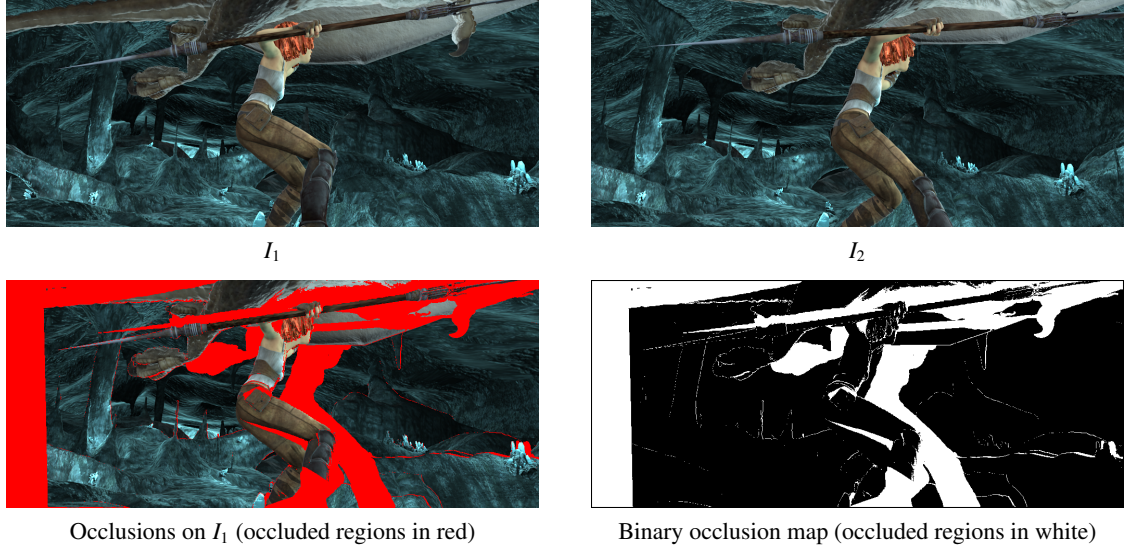 I₁
I₂
Occlusions on I₁ (occluded regions in red)
Binary occlusion map (occluded regions in white)